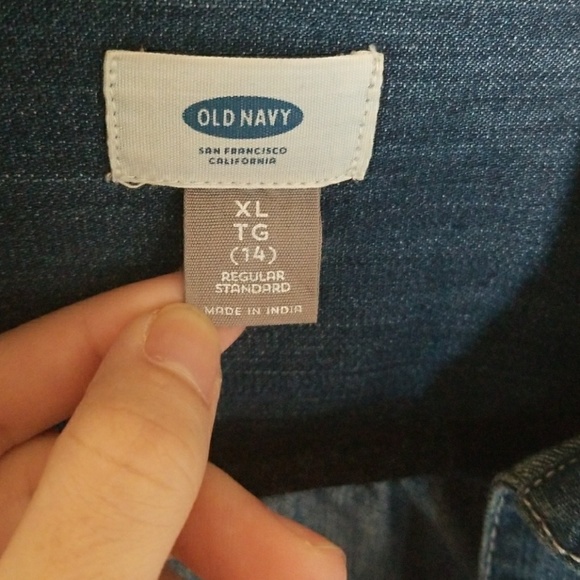 OLD NAVY
SAN FRANCISCO
CALIFORNIA
XL
TG
(14)
REGULAR
STANDARD
MADE IN INDIA